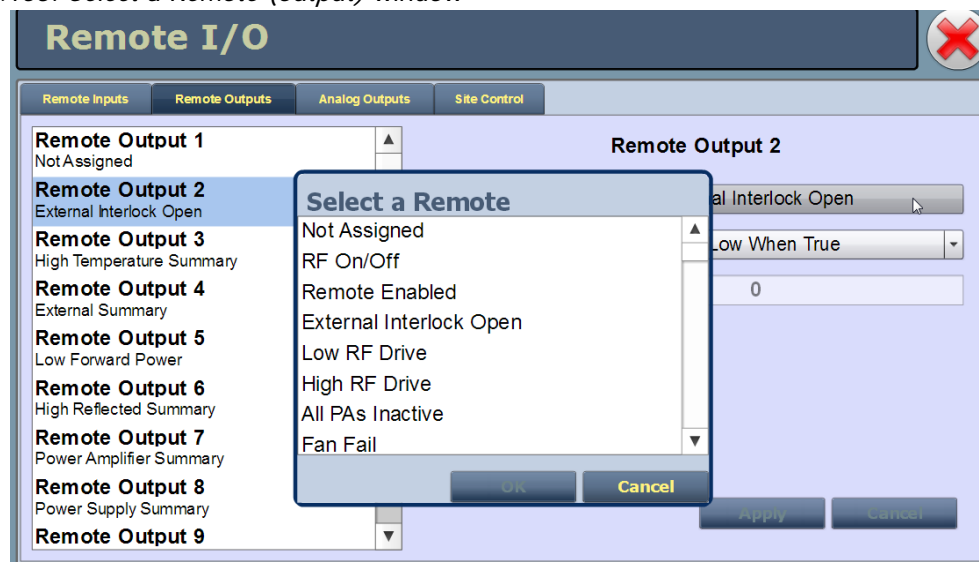 Select a Remote (Output) window
Remote I/O
Remote Inputs
Remote Outputs
Analog Outputs
Site Control
Remote Output 1
Not Assigned
Remote Output 2
External Interlock Open
Remote Output 3
High Temperature Summary
Remote Output 4
External Summary
Remote Output 5
Low Forward Power
Remote Output 6
High Reflected Summary
Remote Output 7
Power Amplifier Summary
Remote Output 8
Power Supply Summary
Remote Output 9
Select a Remote
Not Assigned
RF On/Off
Remote Enabled
External Interlock Open
Low RF Drive
High RF Drive
All PAs Inactive
Fan Fail
OK
Cancel
Remote Output 2
al Interlock Open
Low When True
0
Apply
Cancel